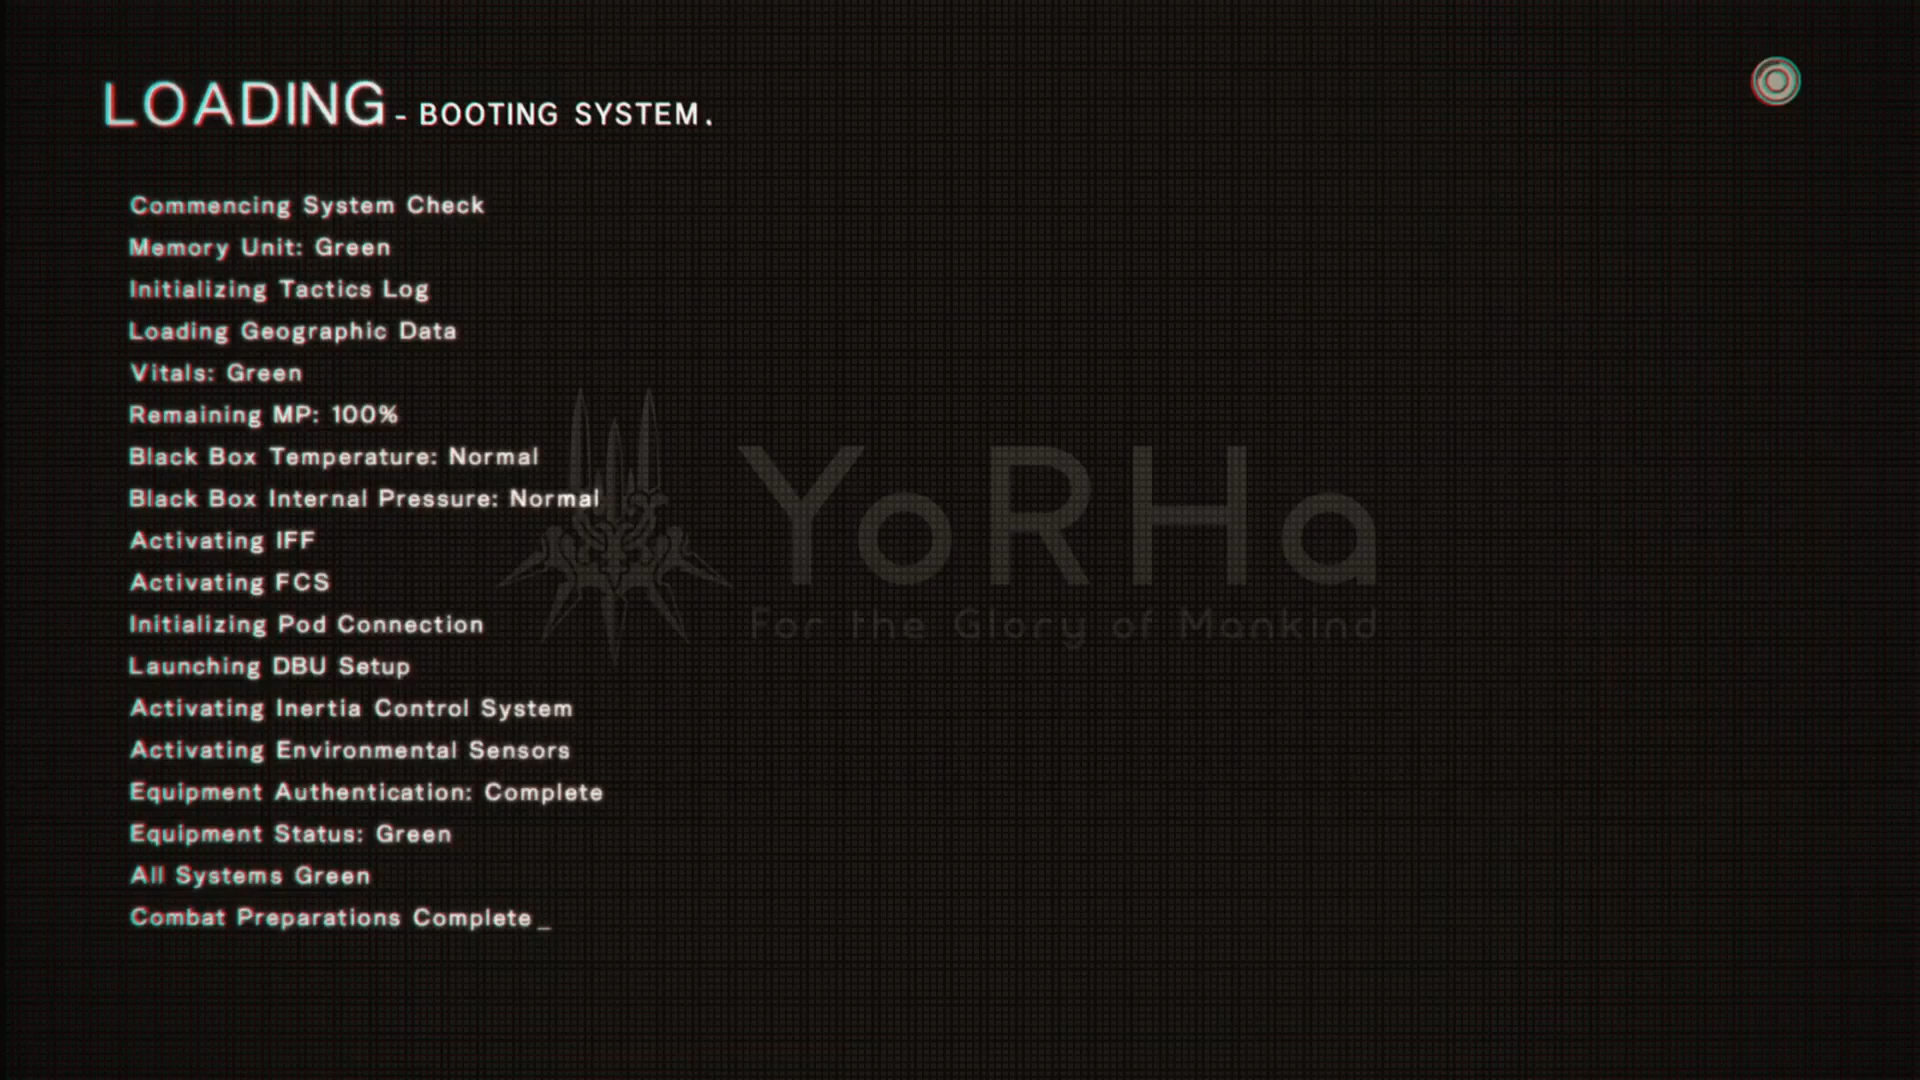 LOADING - BOOTING SYSTEM.
Commencing System Check
Memory Unit: Green
Initializing Tactics Log
Loading Geographic Data
Vitals: Green
Remaining MP: 100%
Black Box Temperature: Normal
Black Box Internal Pressure: Normal
Activating IFF
Activating FCS
Initializing Pod Connection
Launching DBU Setup
Activating Inertia Control System
Activating Environmental Sensors
Equipment Authentication: Complete
Equipment Status: Green
All Systems Green
Combat Preparations Complete _
YoRHa
For the Glory of Mankind